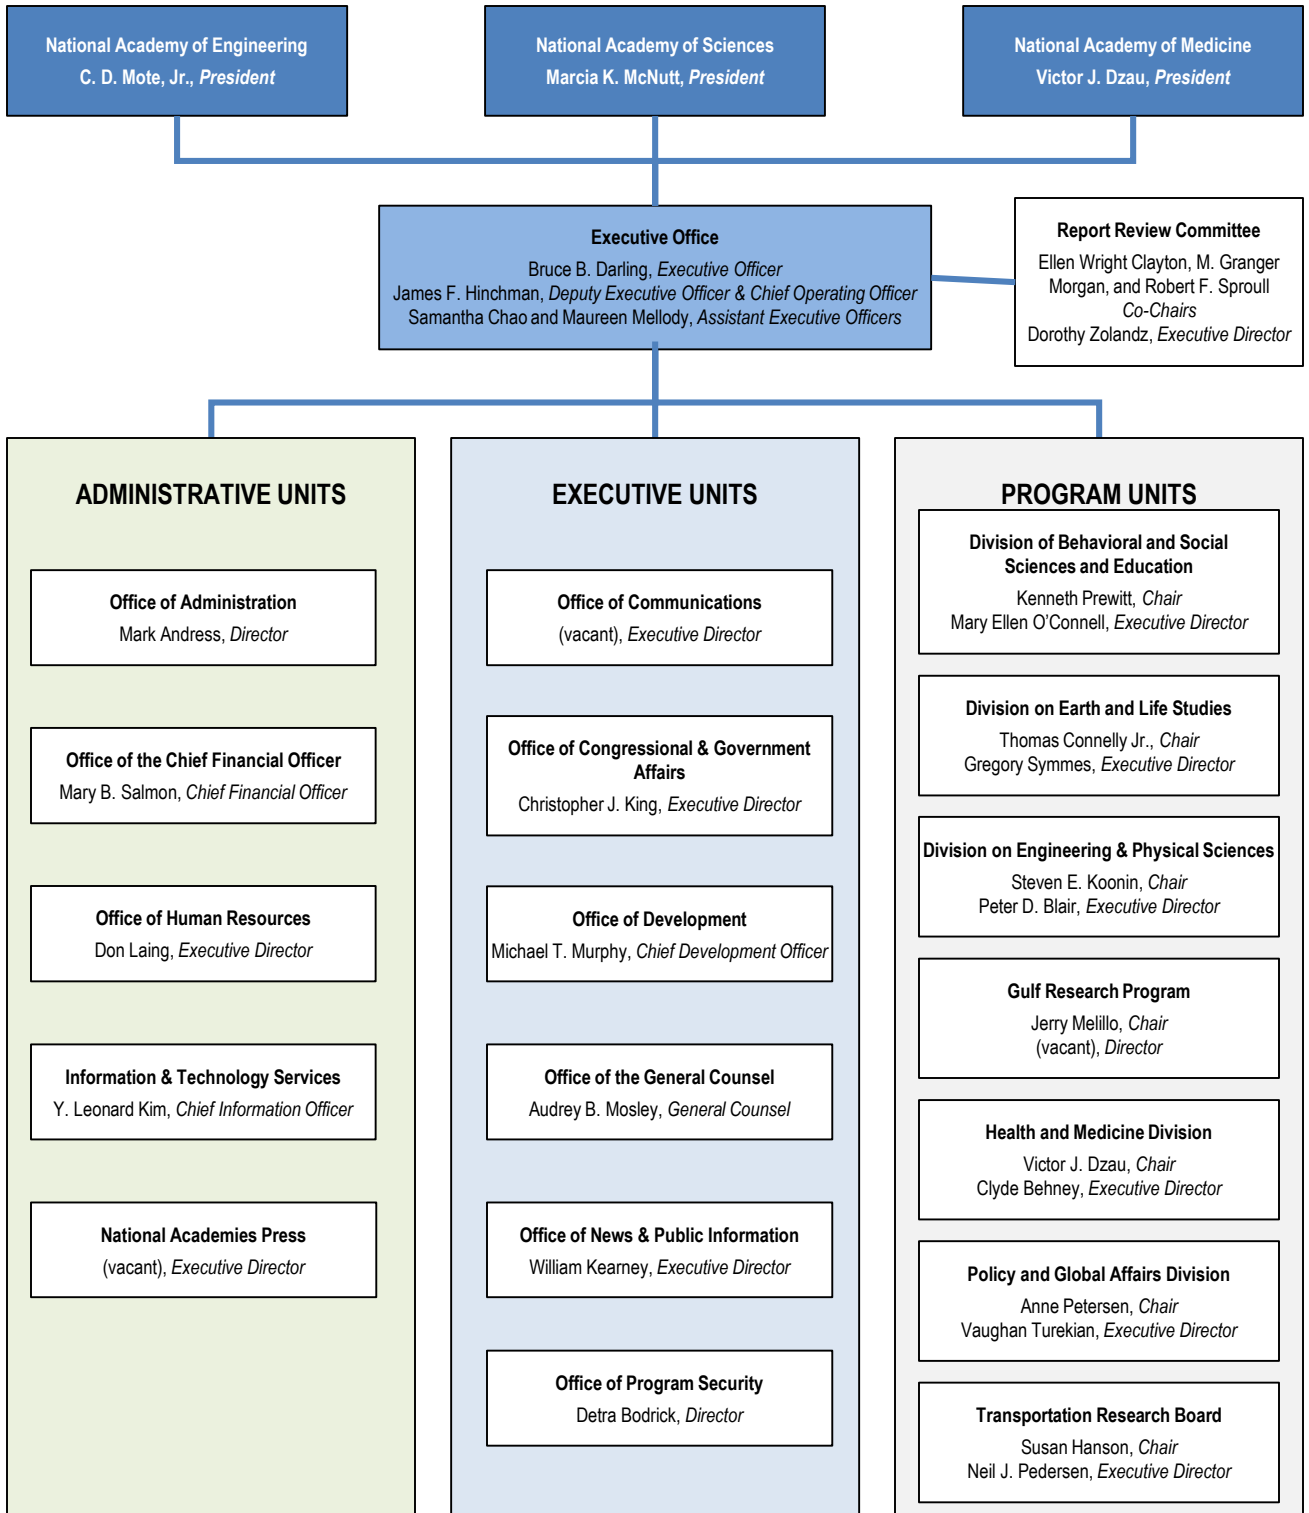 National Academy of Engineering
C. D. Mote, Jr., President
National Academy of Sciences
Marcia K. McNutt, President
National Academy of Medicine
Victor J. Dzau, President
Executive Office
Bruce B. Darling, Executive Officer
James F. Hinchman, Deputy Executive Officer & Chief Operating Officer
Samantha Chao and Maureen Mellody, Assistant Executive Officers
Report Review Committee
Ellen Wright Clayton, M. Granger
Morgan, and Robert F. Sproull
Co-Chairs
Dorothy Zolandz, Executive Director
ADMINISTRATIVE UNITS
Office of Administration
Mark Andress, Director
Office of the Chief Financial Officer
Mary B. Salmon, Chief Financial Officer
Office of Human Resources
Don Laing, Executive Director
Information & Technology Services
Y. Leonard Kim, Chief Information Officer
National Academies Press
(vacant), Executive Director
EXECUTIVE UNITS
Office of Communications
(vacant), Executive Director
Office of Congressional & Government
Affairs
Christopher J. King, Executive Director
Office of Development
Michael T. Murphy, Chief Development Officer
Office of the General Counsel
Audrey B. Mosley, General Counsel
Office of News & Public Information
William Kearney, Executive Director
Office of Program Security
Detra Bodrick, Director
PROGRAM UNITS
Division of Behavioral and Social
Sciences and Education
Kenneth Prewitt, Chair
Mary Ellen O’Connell, Executive Director
Division on Earth and Life Studies
Thomas Connelly Jr., Chair
Gregory Symmes, Executive Director
Division on Engineering & Physical Sciences
Steven E. Koonin, Chair
Peter D. Blair, Executive Director
Gulf Research Program
Jerry Melillo, Chair
(vacant), Director
Health and Medicine Division
Victor J. Dzau, Chair
Clyde Behney, Executive Director
Policy and Global Affairs Division
Anne Petersen, Chair
Vaughan Turekian, Executive Director
Transportation Research Board
Susan Hanson, Chair
Neil J. Pedersen, Executive Director